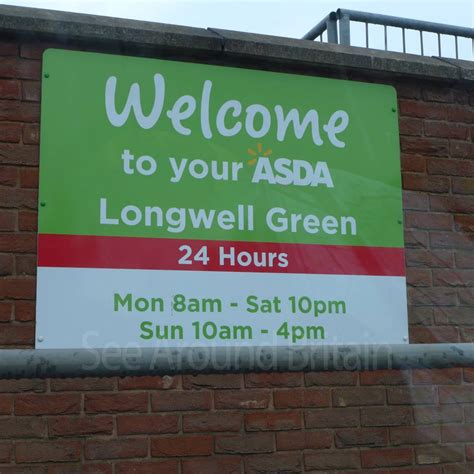 Welcome
to your ASDA
Longwell Green
24 Hours
Mon 8am - Sat 10pm
Sun 10am - 4pm
See Around Britain